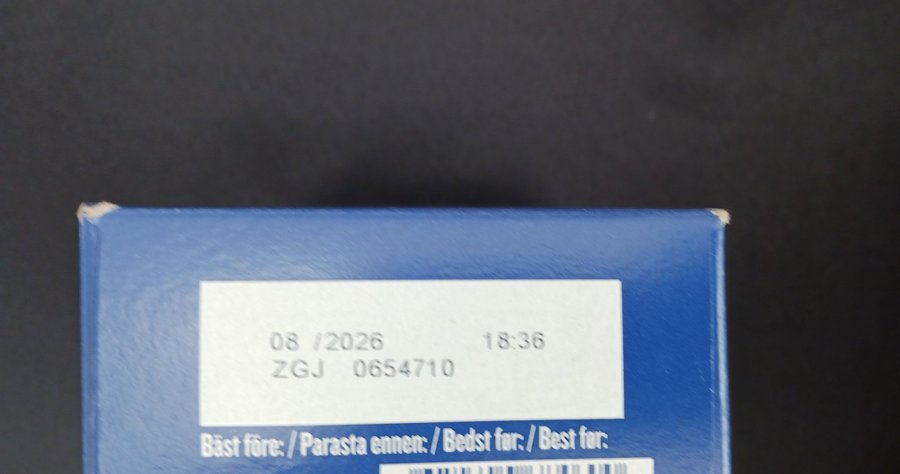 08 /2026 18:36
ZGJ 0654710
Bäst före: / Parasta ennen: / Bedst før: / Best før: